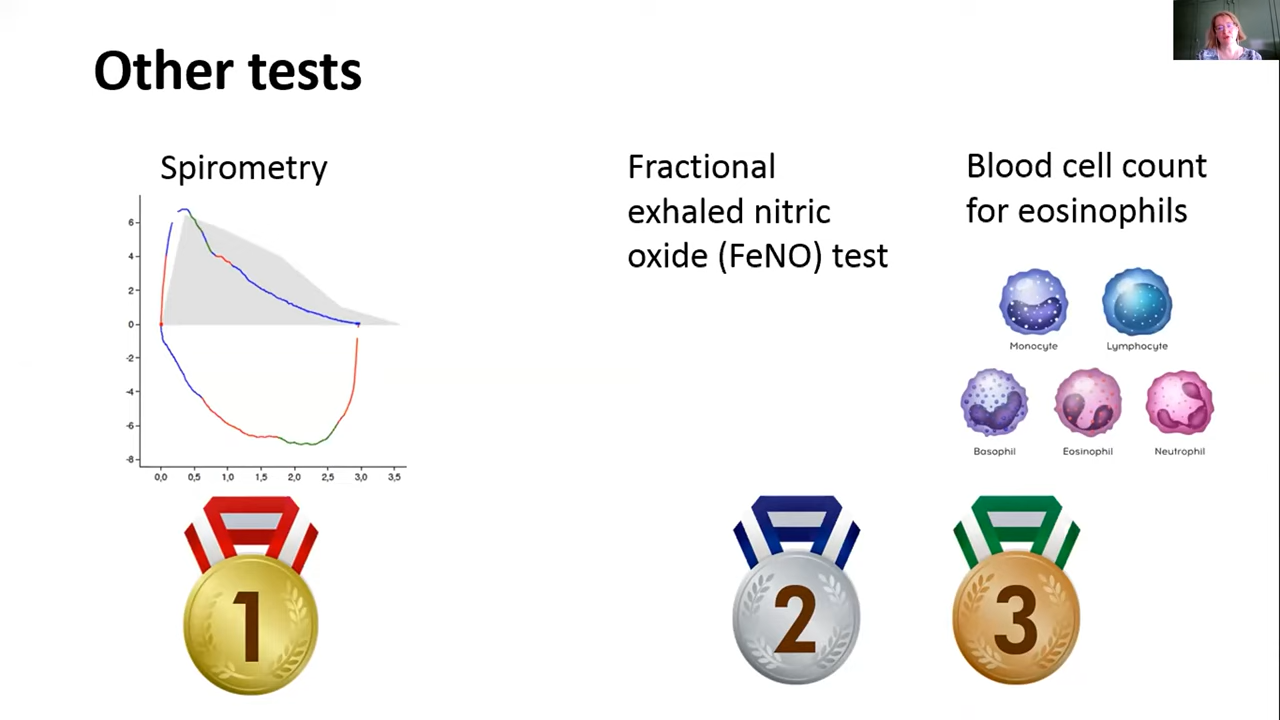 Other tests
Spirometry
6
4
2
0
-2
-4
-6
-8
0,0 0,5 1,0 1,5 2,0 2,5 3,0 3,5
Fractional
exhaled nitric
oxide (FeNO) test
Blood cell count
for eosinophils
Monocyte
Lymphocyte
Basophil
Eosinophil
Neutrophil
1
2
3